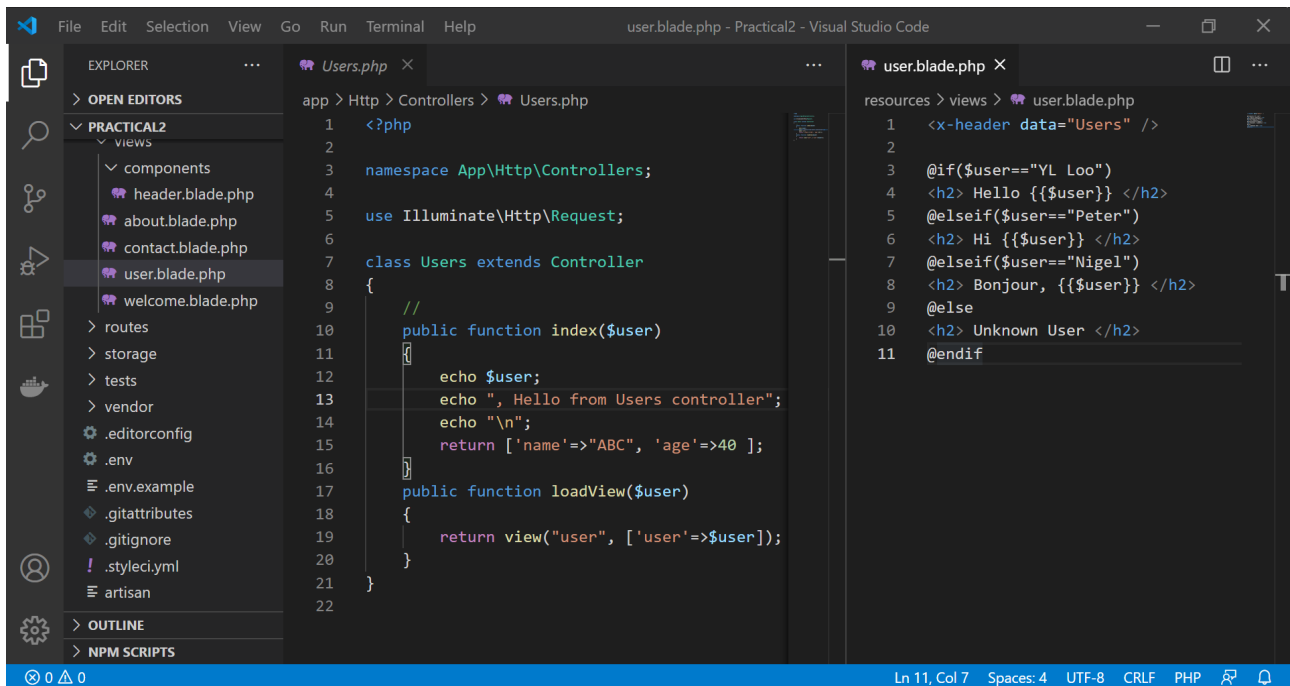 File Edit Selection View Go Run Terminal Help user.blade.php - Practical2 - Visual Studio Code
EXPLORER ...
OPEN EDITORS
PRACTICAL2
views
components
header.blade.php
about.blade.php
contact.blade.php
user.blade.php
welcome.blade.php
routes
storage
tests
vendor
.editorconfig
.env
.env.example
.gitattributes
.gitignore
.styleci.yml
artisan
OUTLINE
NPM SCRIPTS
Users.php
app > Http > Controllers > Users.php
1 <?php
2
3 namespace App\Http\Controllers;
4
5 use Illuminate\Http\Request;
6
7 class Users extends Controller
8 {
9 //
10 public function index($user)
11 {
12 echo $user;
13 echo ", Hello from Users controller";
14 echo "\n";
15 return ['name'=>"ABC", 'age'=>40 ];
16 }
17 public function loadView($user)
18 {
19 return view("user", ['user'=>$user]);
20 }
21 }
22
user.blade.php
resources > views > user.blade.php
1 <x-header data="Users" />
2
3 @if($user=="YL Loo")
4 <h2> Hello {{$user}} </h2>
5 @elseif($user=="Peter")
6 <h2> Hi {{$user}} </h2>
7 @elseif($user=="Nigel")
8 <h2> Bonjour, {{$user}} </h2>
9 @else
10 <h2> Unknown User </h2>
11 @endif
0 0 Ln 11, Col 7 Spaces: 4 UTF-8 CRLF PHP